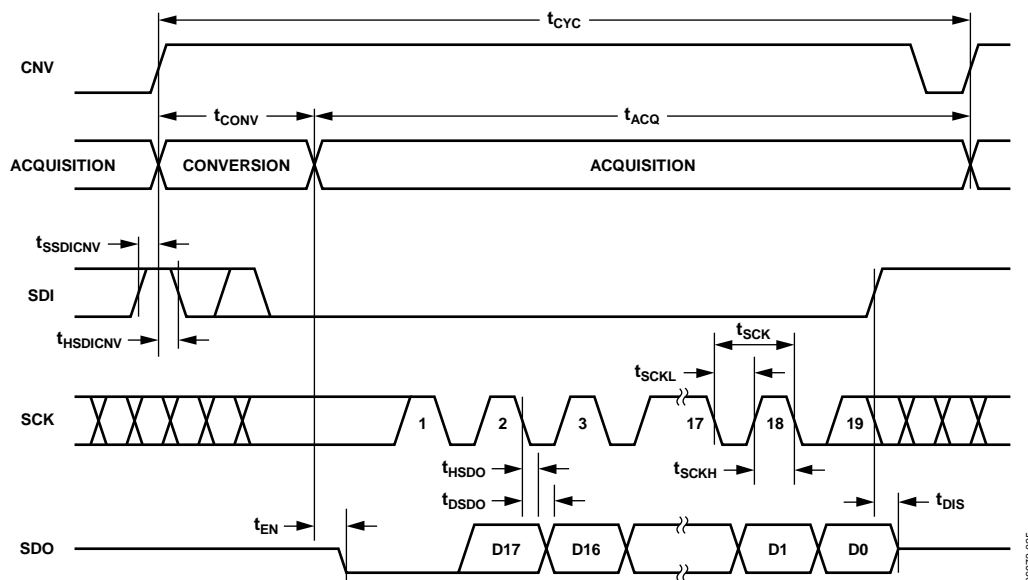 tCYC
CNV
tCONV
tACQ
ACQUISITION
CONVERSION
ACQUISITION
tSSDICNV
SDI
tHSDICNV
tSCK
tSCKL
SCK
1
2
3
17
18
19
tHSDO
tSCKH
tDSDO
tDIS
tEN
SDO
D17
D16
D1
D0